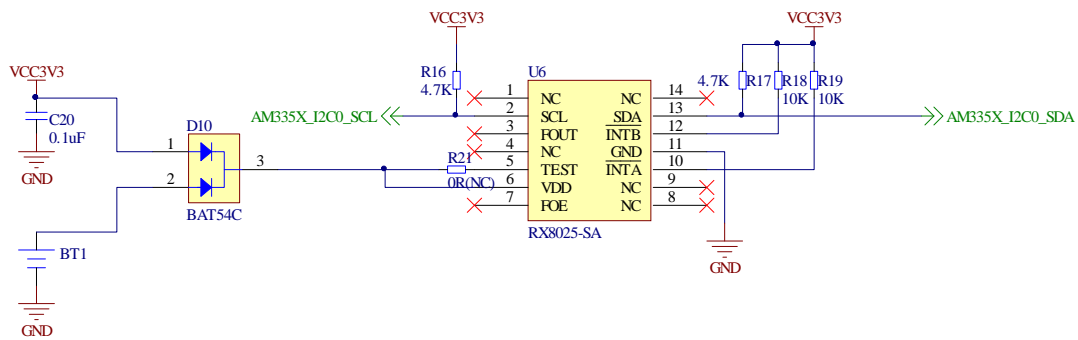 VCC3V3
VCC3V3
VCC3V3
R16
4.7K
U6
4.7K
R17
R18
10K
R19
10K
C20
0.1uF
GND
D10
1
2
3
BAT54C
BT1
GND
AM335X_I2C0_SCL
R21
0R(NC)
1 NC NC 14
2 SCL SDA 13
3 FOUT INTB 12
4 NC GND 11
5 TEST INTA 10
6 VDD NC 9
7 FOE NC 8
RX8025-SA
AM335X_I2C0_SDA
GND